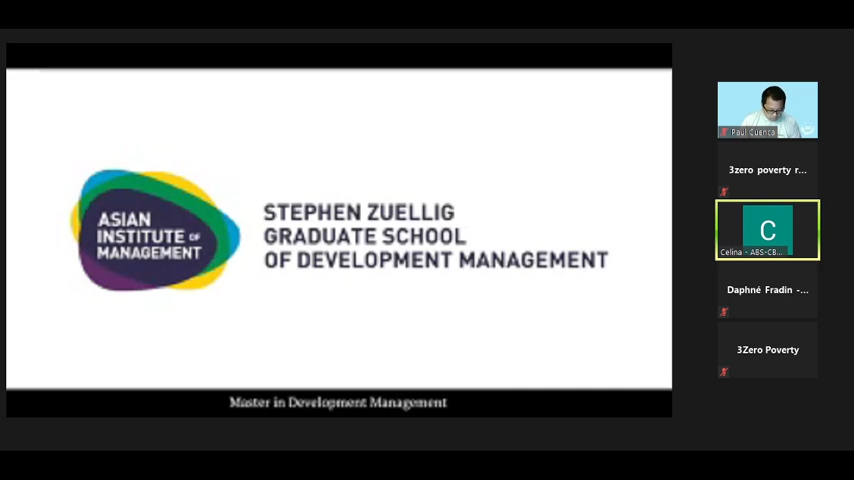 ASIAN
INSTITUTE OF
MANAGEMENT
STEPHEN ZUELLIG
GRADUATE SCHOOL
OF DEVELOPMENT MANAGEMENT
Master in Development Management
Paul Cuenca
3zero poverty r...
C
Celina - ABS-CB...
Daphné Fradin -...
3Zero Poverty